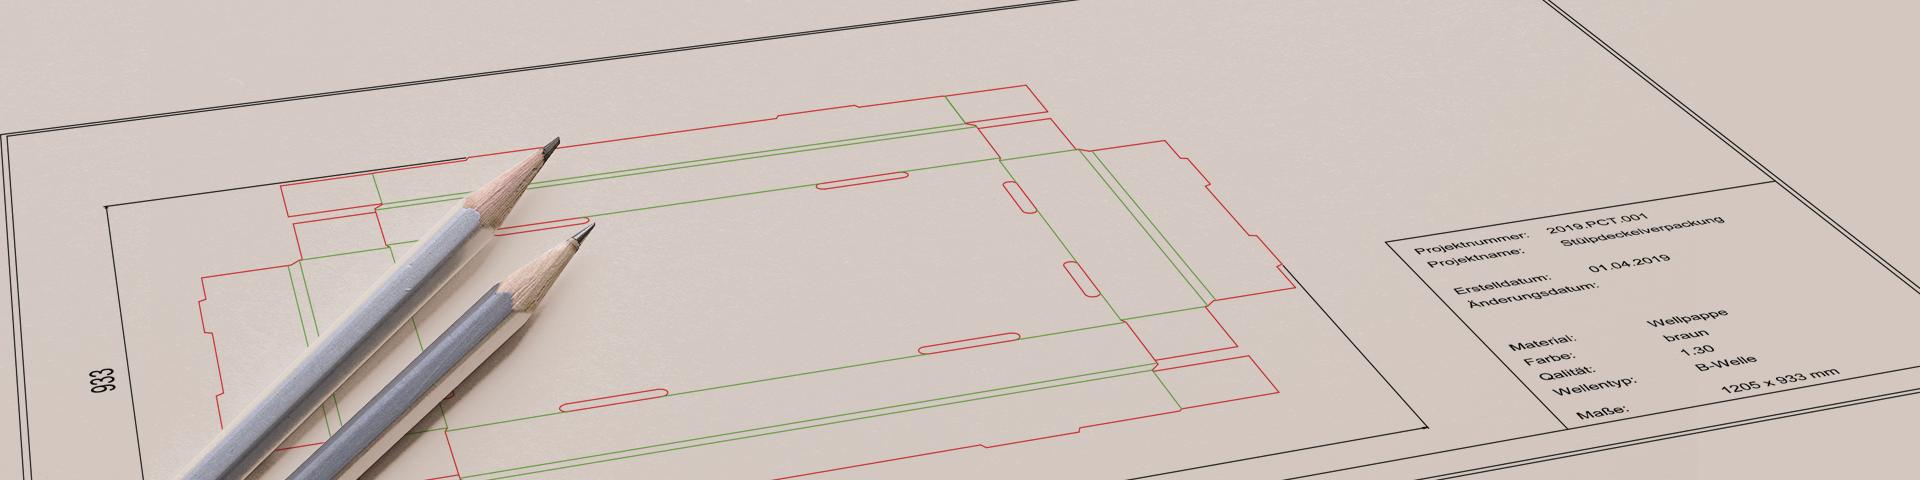 933
Projektnummer: 2019.PCT.001
Projektname: Stülpdeckelverpackung
Erstelldatum: 01.04.2019
Änderungsdatum:
Material: Wellpappe
Farbe: braun
Qalität: 1.30
Wellentyp: B-Welle
Maße: 1205 x 933 mm